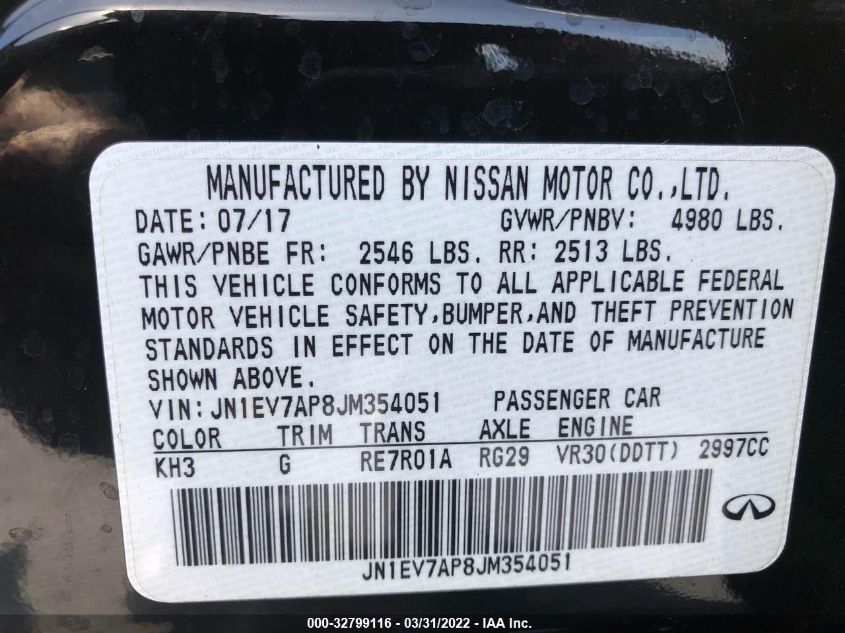 MANUFACTURED BY NISSAN MOTOR CO.,LTD.
DATE: 07/17 GVWR/PNBV: 4980 LBS.
GAWR/PNBE FR: 2546 LBS. RR: 2513 LBS.
THIS VEHICLE CONFORMS TO ALL APPLICABLE FEDERAL
MOTOR VEHICLE SAFETY,BUMPER,AND THEFT PREVENTION
STANDARDS IN EFFECT ON THE DATE OF MANUFACTURE
SHOWN ABOVE.
VIN:JN1EV7AP8JM354051 PASSENGER CAR
COLOR TRIM TRANS AXLE ENGINE
KH3 G RE7R01A RG29 VR30(DDTT) 2997CC
JN1EV7AP8JM354051
000-32799116 - 03/31/2022 - IAA Inc.